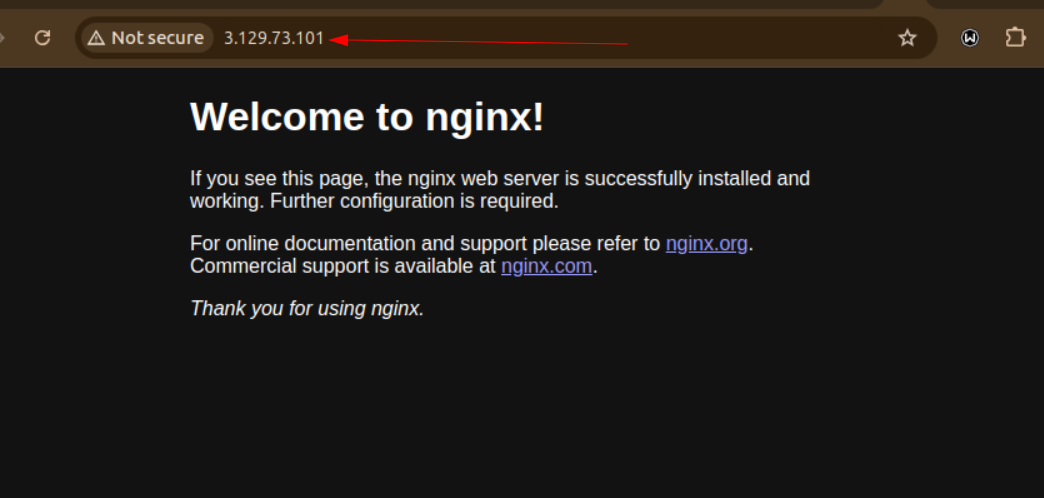 Not secure 3.129.73.101
Welcome to nginx!
If you see this page, the nginx web server is successfully installed and
working. Further configuration is required.
For online documentation and support please refer to nginx.org.
Commercial support is available at nginx.com.
Thank you for using nginx.